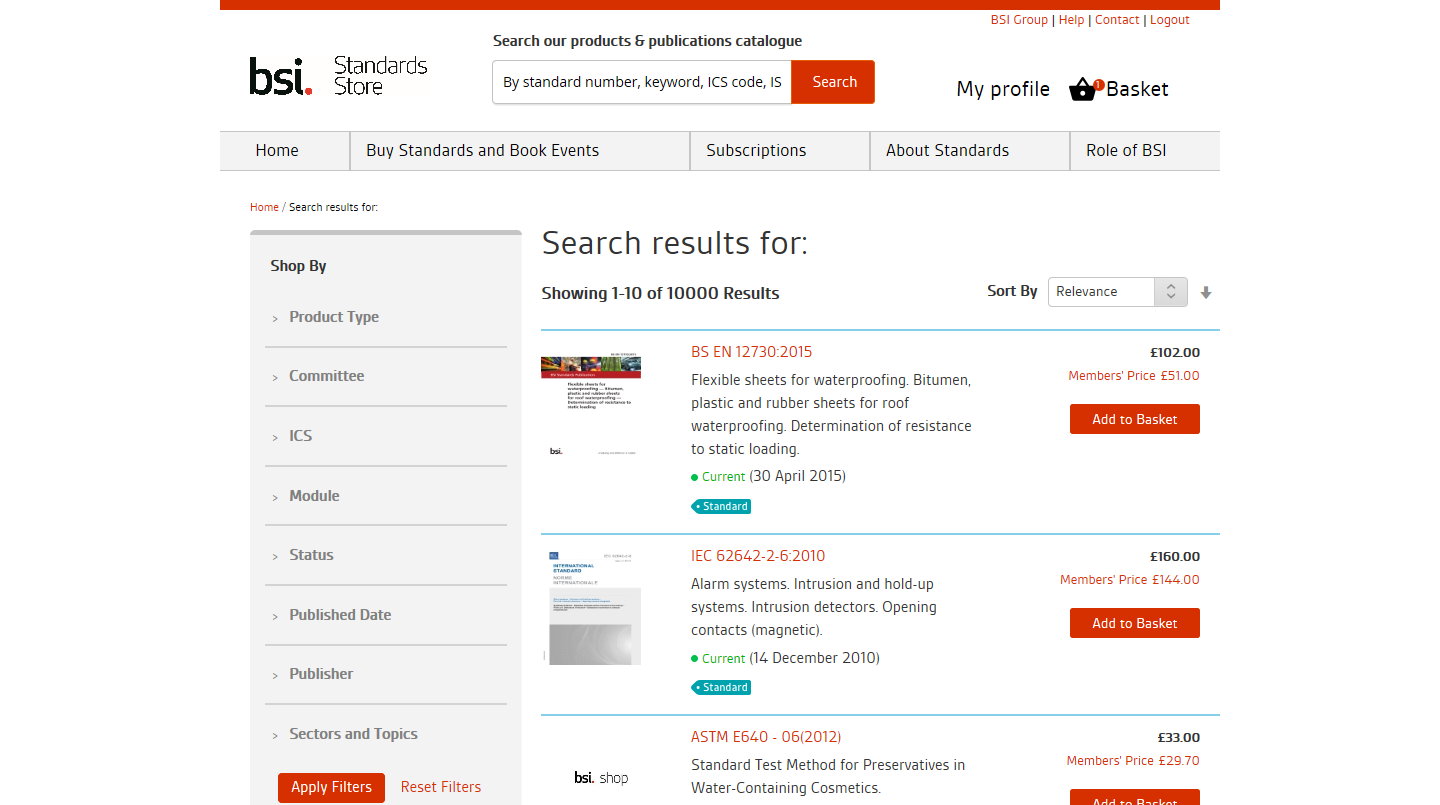 BSI Group | Help | Contact | Logout
Search our products & publications catalogue
bsi. Standards Store
By standard number, keyword, ICS code, IS
Search
My profile
1
Basket
Home
Buy Standards and Book Events
Subscriptions
About Standards
Role of BSI
Home / Search results for:
Shop By
> Product Type
> Committee
> ICS
> Module
> Status
> Published Date
> Publisher
> Sectors and Topics
Apply Filters
Reset Filters
Search results for:
Showing 1-10 of 10000 Results
Sort By
Relevance
BSI Standards Publication
Flexible sheets for
waterproofing — Bitumen,
plastic and rubber sheets
for roof waterproofing —
Determination of resistance to
static loading
bsi.
BS EN 12730:2015
Flexible sheets for waterproofing. Bitumen,
plastic and rubber sheets for roof
waterproofing. Determination of resistance
to static loading.
Current (30 April 2015)
Standard
£102.00
Members' Price £51.00
Add to Basket
IEC 62642-2-6
INTERNATIONAL
STANDARD
NORME
INTERNATIONALE
IEC 62642-2-6:2010
Alarm systems. Intrusion and hold-up
systems. Intrusion detectors. Opening
contacts (magnetic).
Current (14 December 2010)
Standard
£160.00
Members' Price £144.00
Add to Basket
bsi. shop
ASTM E640 - 06(2012)
Standard Test Method for Preservatives in
Water-Containing Cosmetics.
£33.00
Members' Price £29.70
Add to Basket